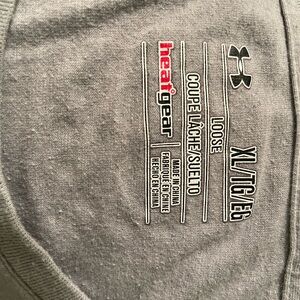 XL/TG/EG
LOOSE
COUPE LÂCHE/SUELTO
heatgear
MADE IN CHINA
FABRIQUÉ EN CHINE
HECHO EN CHINA